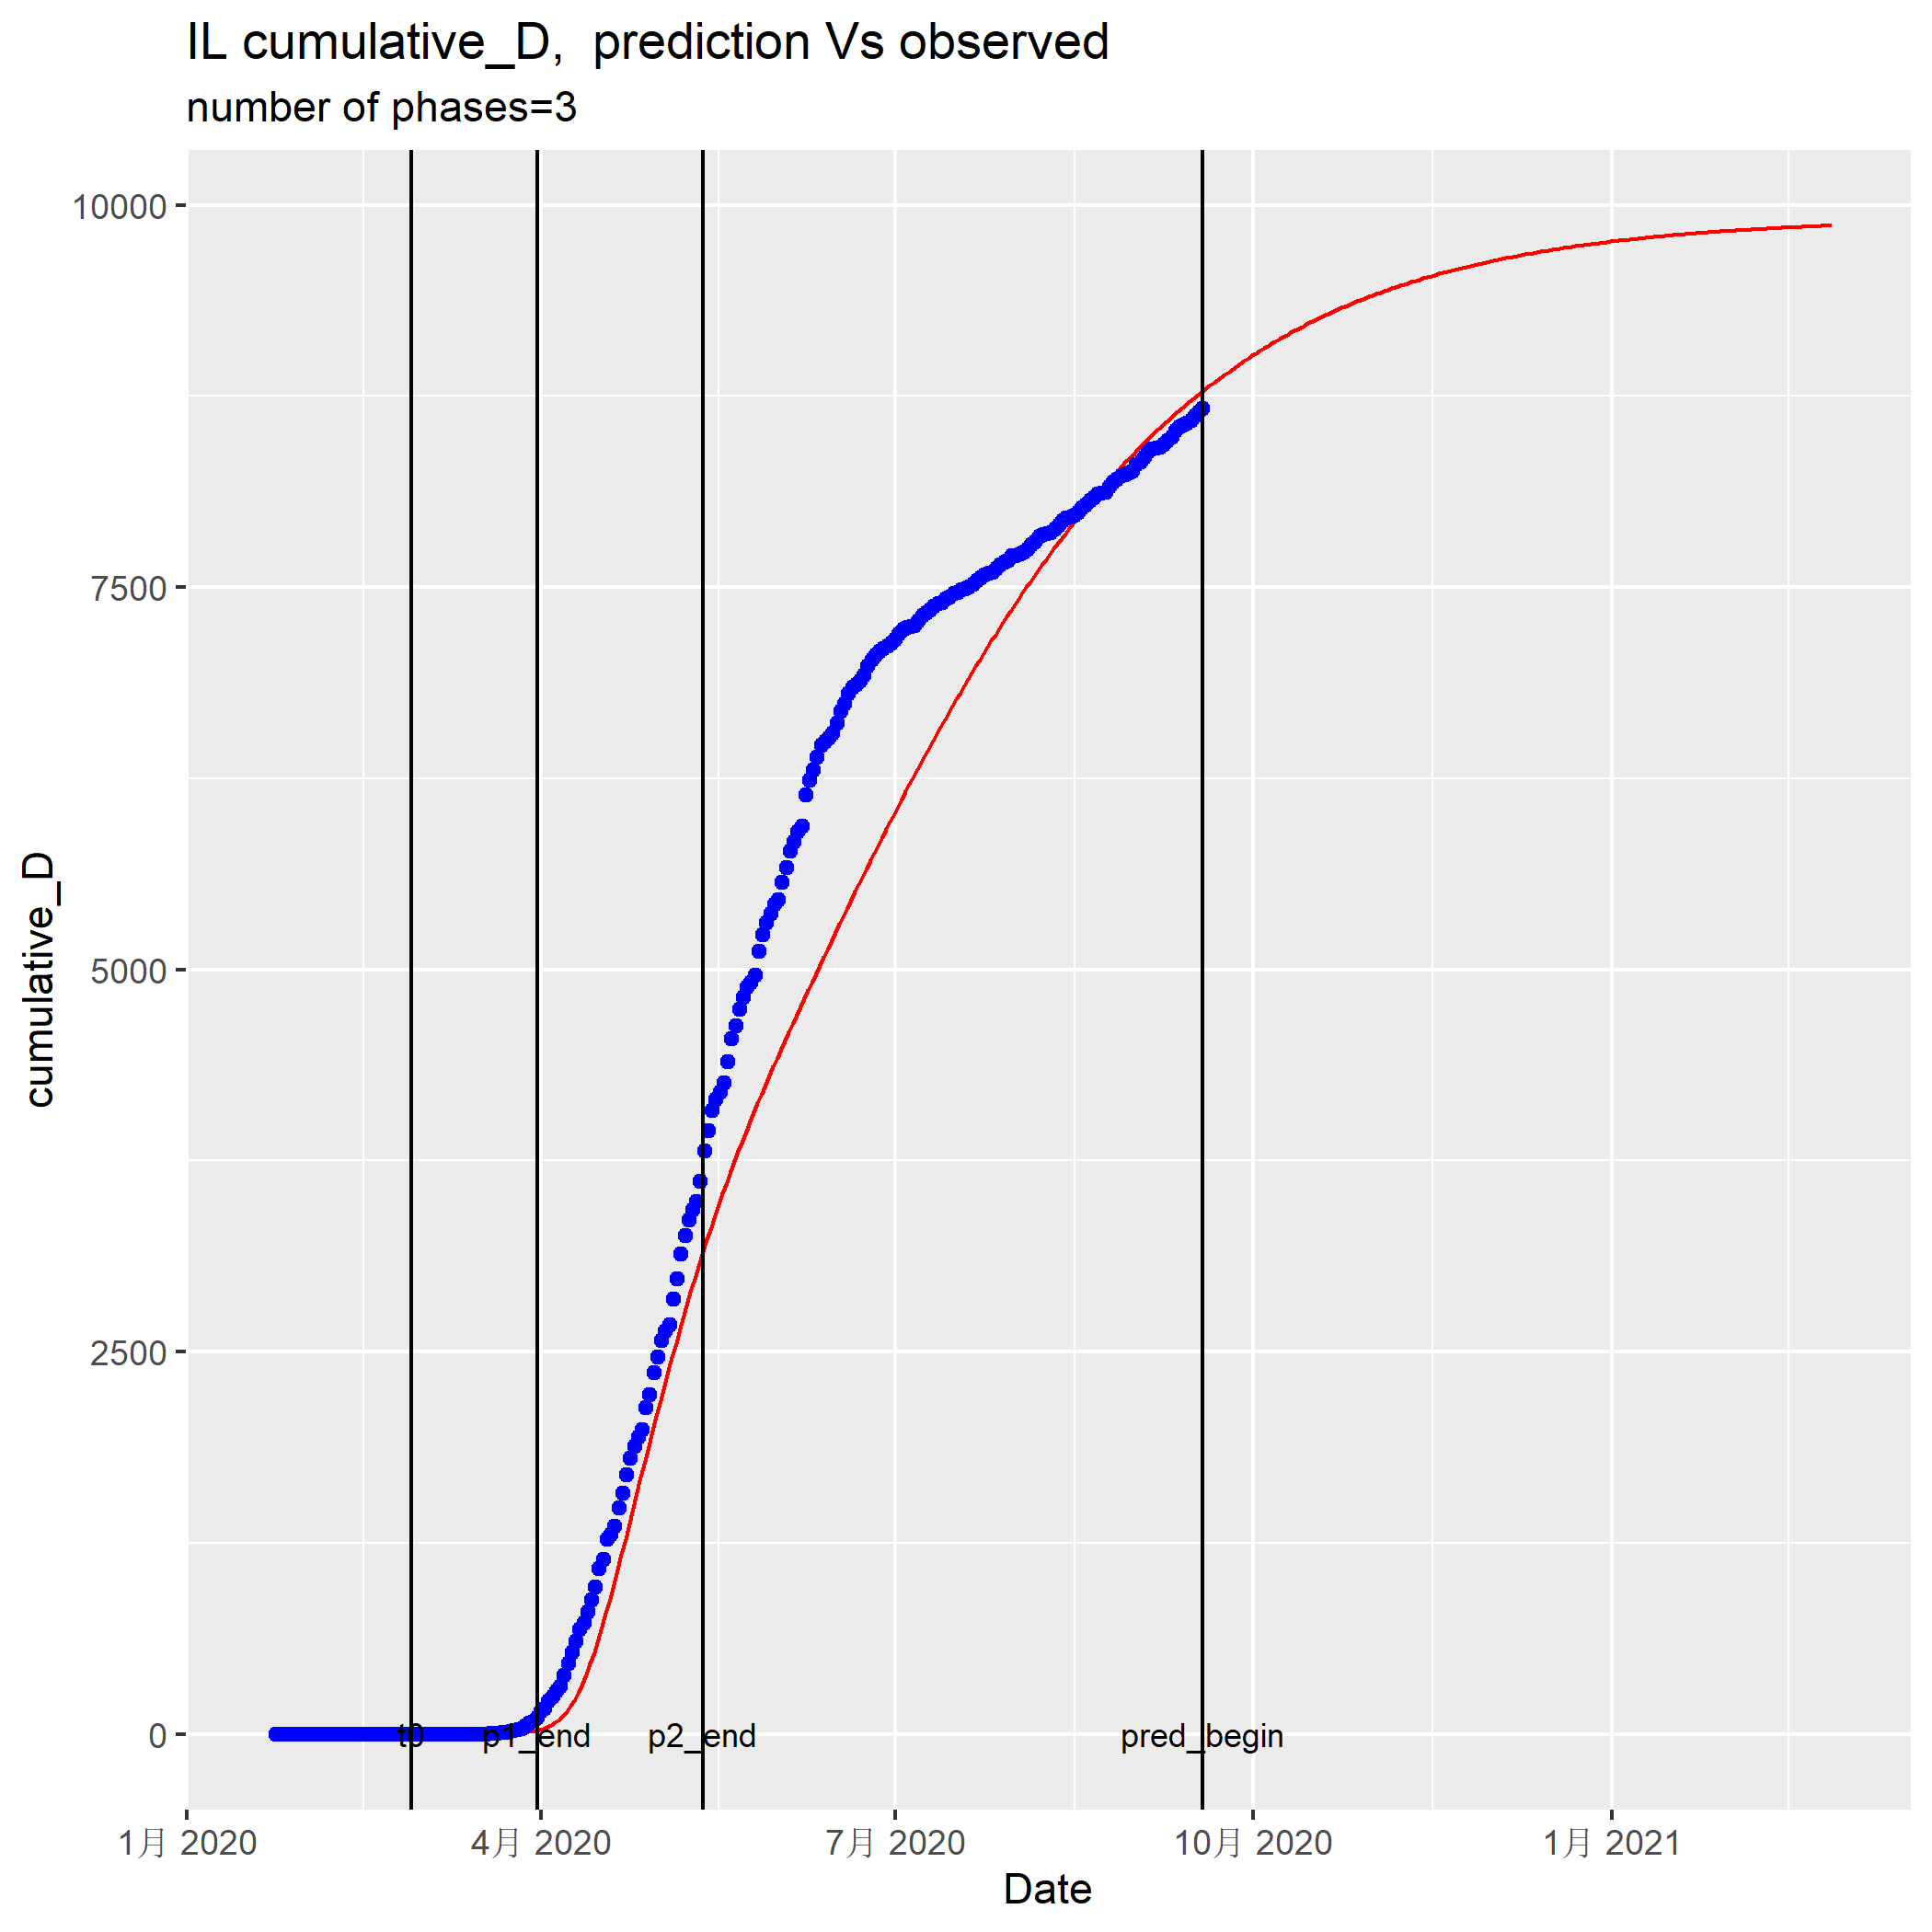 IL cumulative_D,  prediction Vs observed
number of phases=3
10000
7500
5000
2500
0
cumulative_D
t0
p1_end
p2_end
pred_begin
1月 2020
4月 2020
7月 2020
10月 2020
1月 2021
Date